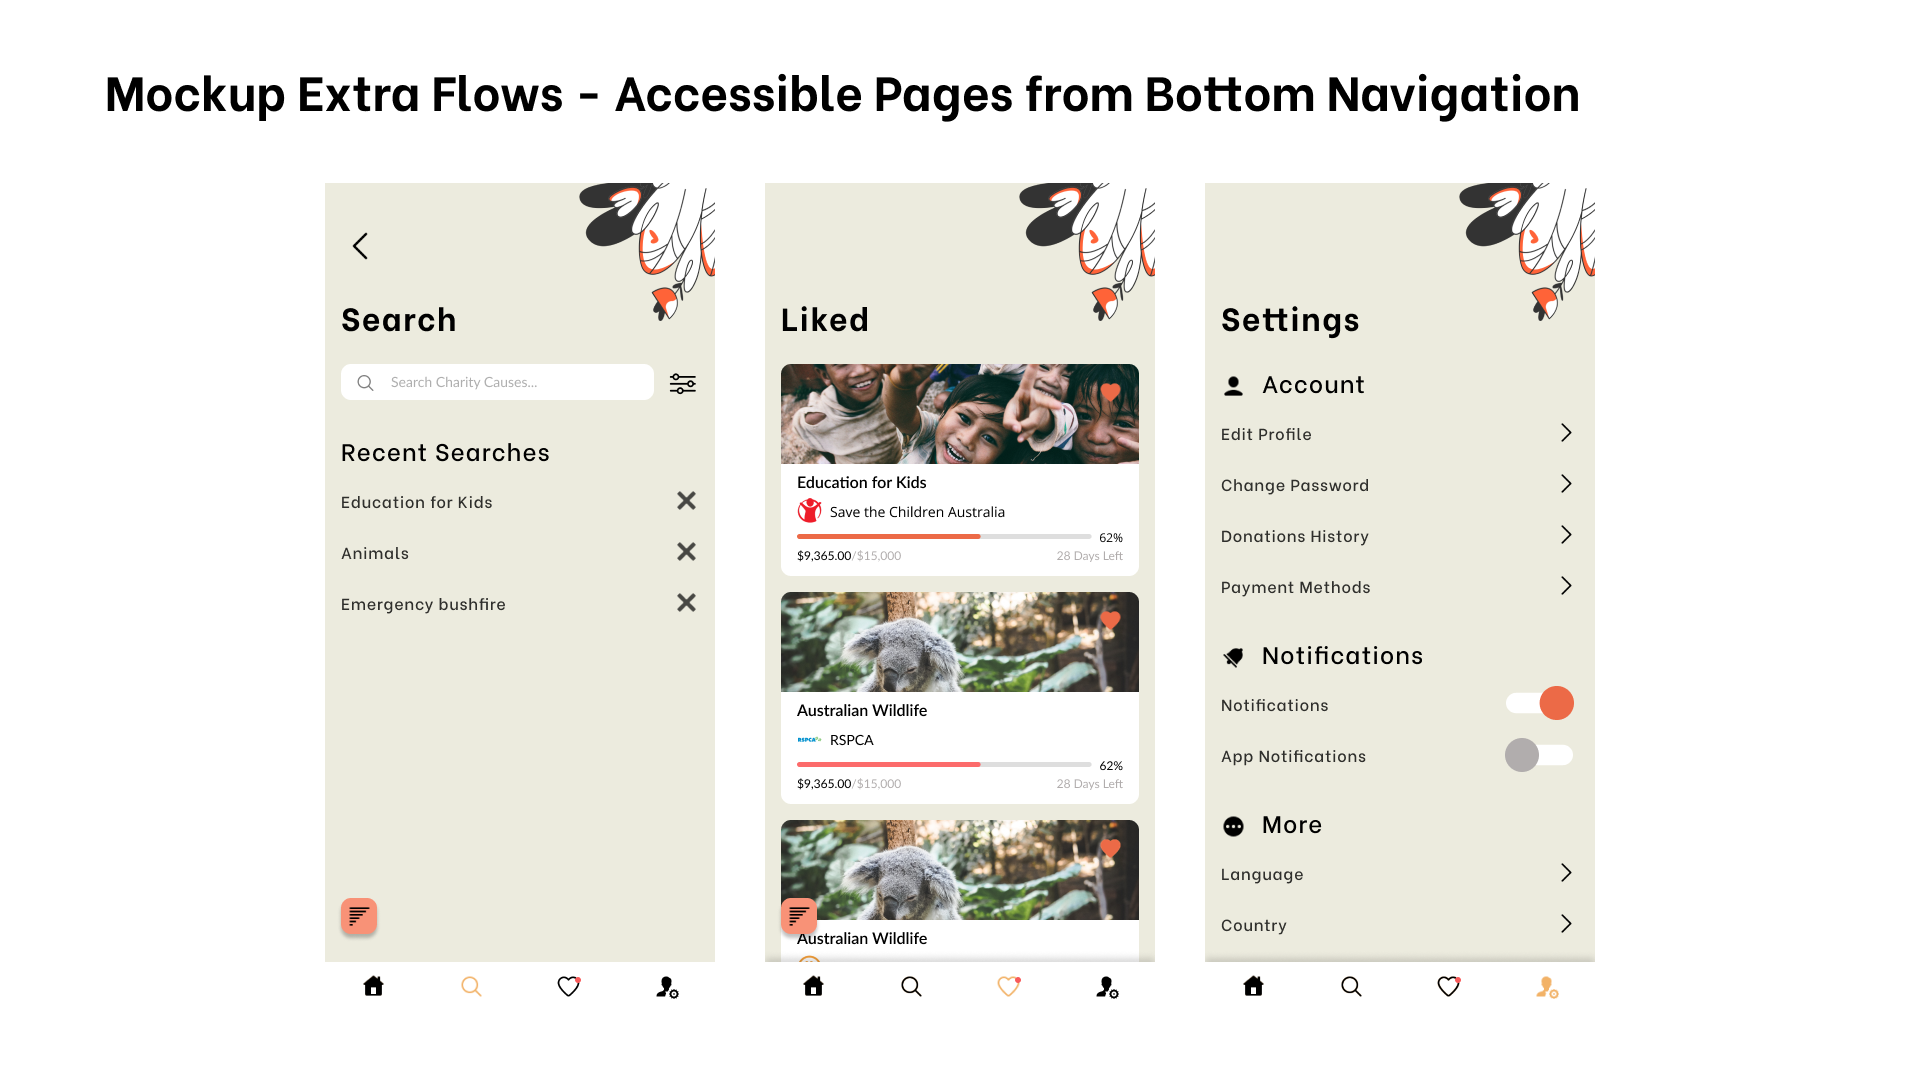 Mockup Extra Flows - Accessible Pages from Bottom Navigation
Search
Search Charity Causes...
Recent Searches
Education for Kids
Animals
Emergency bushfire
Liked
Education for Kids
Save the Children Australia
62%
$9,365.00/$15,000
28 Days Left
Australian Wildlife
RSPCA
RSPCA
62%
$9,365.00/$15,000
28 Days Left
Australian Wildlife
Settings
Account
Edit Profile
Change Password
Donations History
Payment Methods
Notifications
Notifications
App Notifications
More
Language
Country